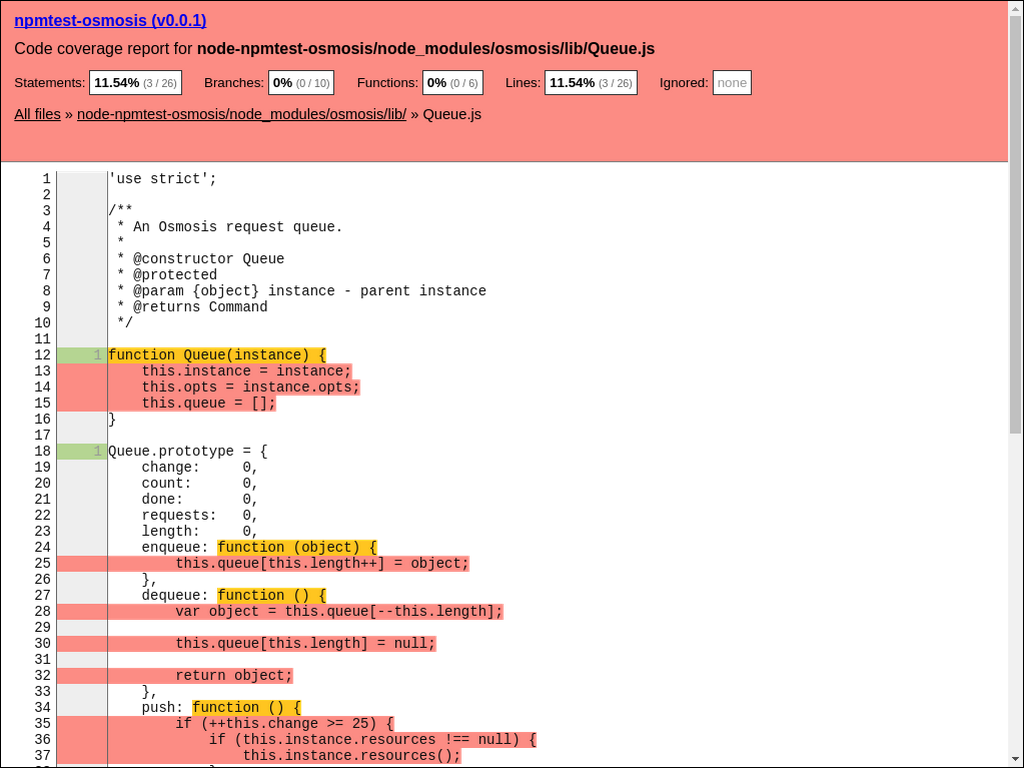 npmtest-osmosis (v0.0.1)
Code coverage report for node-npmtest-osmosis/node_modules/osmosis/lib/Queue.js
Statements: 11.54% (3 / 26) Branches: 0% (0 / 10) Functions: 0% (0 / 6) Lines: 11.54% (3 / 26) Ignored: none
All files » node-npmtest-osmosis/node_modules/osmosis/lib/ » Queue.js
1 'use strict';
2
3 /**
4 * An Osmosis request queue.
5 *
6 * @constructor Queue
7 * @protected
8 * @param {object} instance - parent instance
9 * @returns Command
10 */
11
12 1 function Queue(instance) {
13 this.instance = instance;
14 this.opts = instance.opts;
15 this.queue = [];
16 }
17
18 1 Queue.prototype = {
19 change: 0,
20 count: 0,
21 done: 0,
22 requests: 0,
23 length: 0,
24 enqueue: function (object) {
25 this.queue[this.length++] = object;
26 },
27 dequeue: function () {
28 var object = this.queue[--this.length];
29
30 this.queue[this.length] = null;
31
32 return object;
33 },
34 push: function () {
35 if (++this.change >= 25) {
36 if (this.instance.resources !== null) {
37 this.instance.resources();